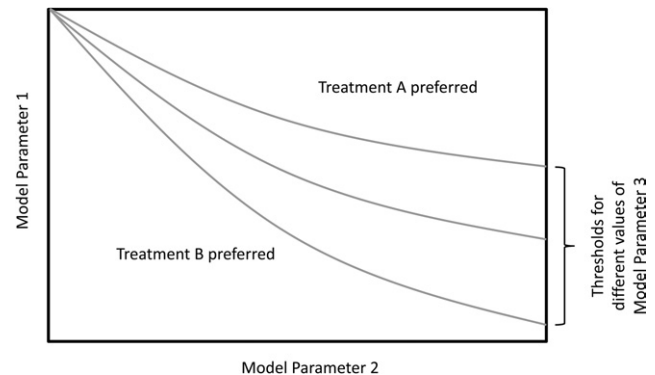 Model Parameter 1
Treatment A preferred
Treatment B preferred
Thresholds for
different values of
Model Parameter 3
Model Parameter 2